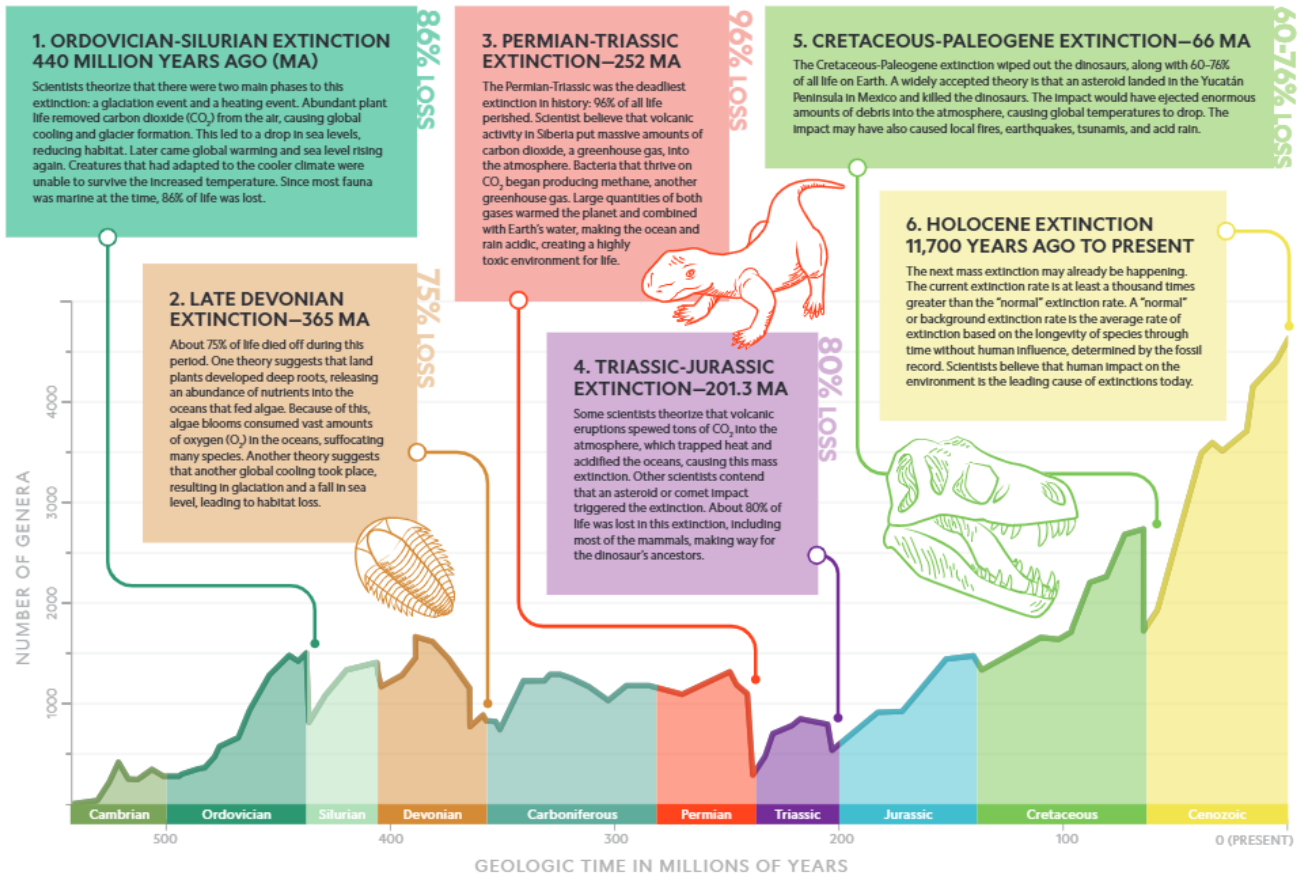 1. ORDOVICIAN-SILURIAN EXTINCTION
440 MILLION YEARS AGO (MA)
Scientists theorize that there were two main phases to this
extinction: a glaciation event and a heating event. Abundant plant
life removed carbon dioxide (CO₂) from the air, causing global
cooling and glacier formation. This led to a drop in sea levels,
reducing habitat. Later came global warming and sea level rising
again. Creatures that had adapted to the cooler climate were
unable to survive the increased temperature. Since most fauna
was marine at the time, 86% of life was lost.
86% LOSS
2. LATE DEVONIAN
EXTINCTION—365 MA
About 75% of life died off during this
period. One theory suggests that land
plants developed deep roots, releasing
an abundance of nutrients into the
oceans that fed algae. Because of this,
algae blooms consumed vast amounts
of oxygen (O₂) in the oceans, suffocating
many species. Another theory suggests
that another global cooling took place,
resulting in glaciation and a fall in sea
level, leading to habitat loss.
75% LOSS
3. PERMIAN-TRIASSIC
EXTINCTION—252 MA
The Permian-Triassic was the deadliest
extinction in history: 96% of all life
perished. Scientist believe that volcanic
activity in Siberia put massive amounts of
carbon dioxide, a greenhouse gas, into
the atmosphere. Bacteria that thrive on
CO₂ began producing methane, another
greenhouse gas. Large quantities of both
gases warmed the planet and combined
with Earth's water, making the ocean and
rain acidic, creating a highly
toxic environment for life.
96% LOSS
4. TRIASSIC-JURASSIC
EXTINCTION—201.3 MA
Some scientists theorize that volcanic
eruptions spewed tons of CO₂ into the
atmosphere, which trapped heat and
acidified the oceans, causing this mass
extinction. Other scientists contend
that an asteroid or comet impact
triggered the extinction. About 80% of
life was lost in this extinction, including
most of the mammals, making way for
the dinosaur's ancestors.
80% LOSS
5. CRETACEOUS-PALEOGENE EXTINCTION—66 MA
The Cretaceous-Paleogene extinction wiped out the dinosaurs, along with 60-76%
of all life on Earth. A widely accepted theory is that an asteroid landed in the Yucatán
Peninsula in Mexico and killed the dinosaurs. The impact would have ejected enormous
amounts of debris into the atmosphere, causing global temperatures to drop. The
impact may have also caused local fires, earthquakes, tsunamis, and acid rain.
60-76% LOSS
6. HOLOCENE EXTINCTION
11,700 YEARS AGO TO PRESENT
The next mass extinction may already be happening.
The current extinction rate is at least a thousand times
greater than the "normal" extinction rate. A "normal"
or background extinction rate is the average rate of
extinction based on the longevity of species through
time without human influence, determined by the fossil
record. Scientists believe that human impact on the
environment is the leading cause of extinctions today.
NUMBER OF GENERA
4000
3000
2000
1000
Cambrian
Ordovician
Silurian
Devonian
Carboniferous
Permian
Triassic
Jurassic
Cretaceous
Cenozoic
500
400
300
200
100
0 (PRESENT)
GEOLOGIC TIME IN MILLIONS OF YEARS